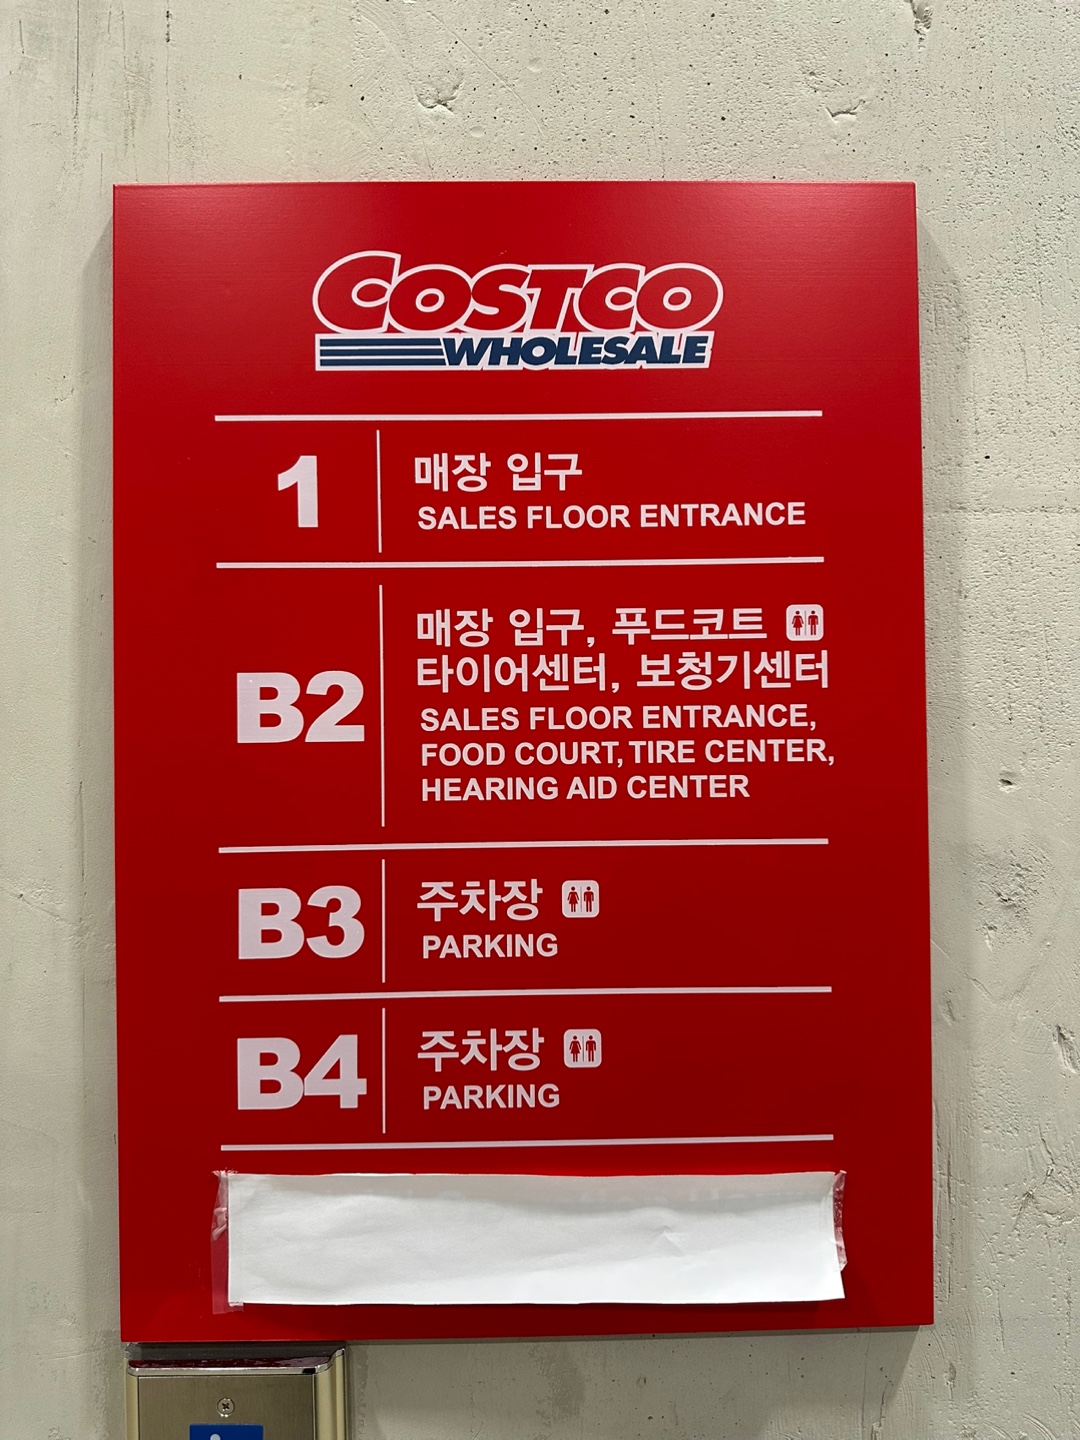 COSTCO
WHOLESALE
1
매장 입구
SALES FLOOR ENTRANCE
B2
매장 입구, 푸드코트
타이어센터, 보청기센터
SALES FLOOR ENTRANCE,
FOOD COURT, TIRE CENTER,
HEARING AID CENTER
B3
주차장
PARKING
B4
주차장
PARKING